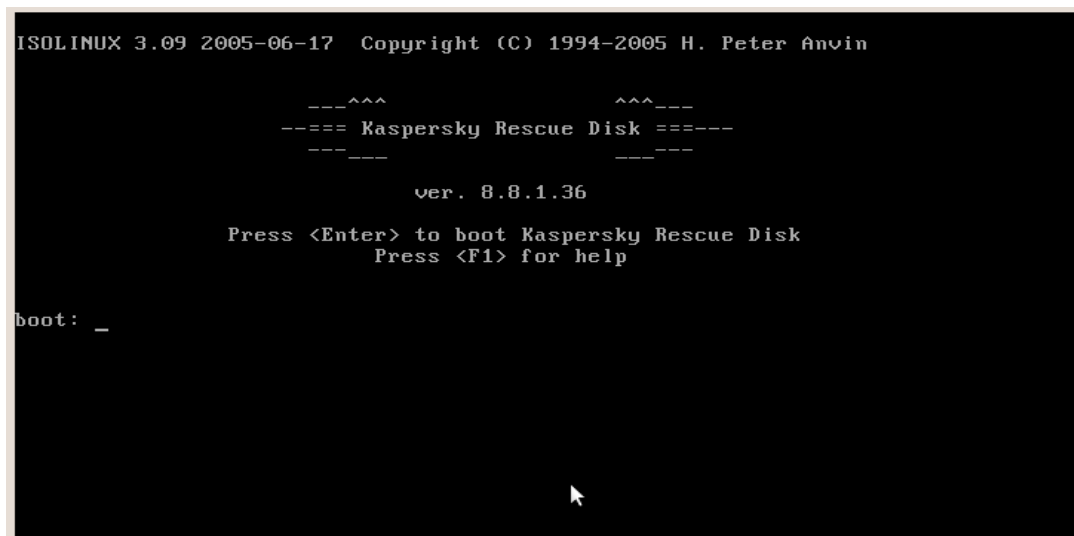 ISOLINUX 3.09 2005-06-17  Copyright (C) 1994-2005 H. Peter Anvin
___^^^                  ^^^___
--=== Kaspersky Rescue Disk ===---
---___                  ___---
ver. 8.8.1.36
Press <Enter> to boot Kaspersky Rescue Disk
Press <F1> for help
boot: _